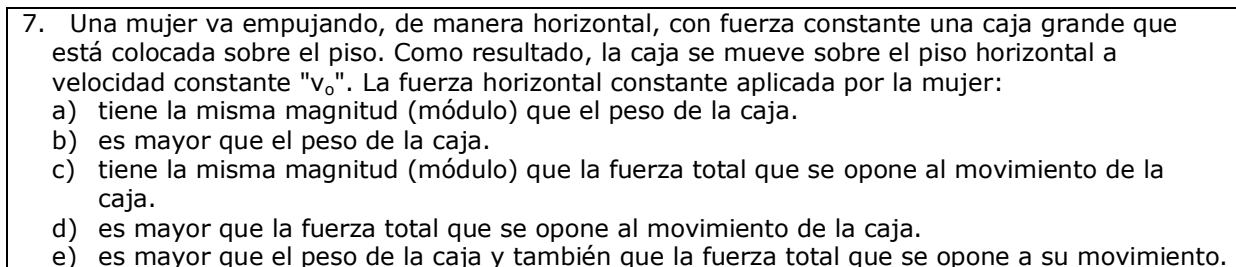 7. Una mujer va empujando, de manera horizontal, con fuerza constante una caja grande que
está colocada sobre el piso. Como resultado, la caja se mueve sobre el piso horizontal a
velocidad constante "vo". La fuerza horizontal constante aplicada por la mujer:
a) tiene la misma magnitud (módulo) que el peso de la caja.
b) es mayor que el peso de la caja.
c) tiene la misma magnitud (módulo) que la fuerza total que se opone al movimiento de la
caja.
d) es mayor que la fuerza total que se opone al movimiento de la caja.
e) es mayor que el peso de la caja y también que la fuerza total que se opone a su movimiento.